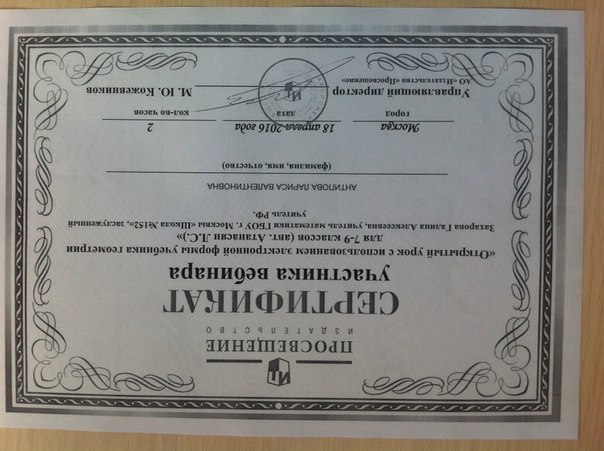 ПРОСВЕЩЕНИЕ
ИЗДАТЕЛЬСТВО
СЕРТИФИКАТ
участника вебинара
«Открытый урок с использованием электронной формы учебника геометрии
для 7-9 классов (авт. Атанасян Л.С.»).
Захарова Галина Алексеевна, учитель математики ГБОУ г. Москвы «Школа №152», заслуженный
учитель РФ.
АНТИПОВА ЛАРИСА ВАЛЕНТИНОВНА
(фамилия, имя, отчество)
Москва 18 апреля 2016 года 2
город дата кол-во часов
Управляющий директор М. Ю. Кожевников
АО «Издательство «Просвещение»